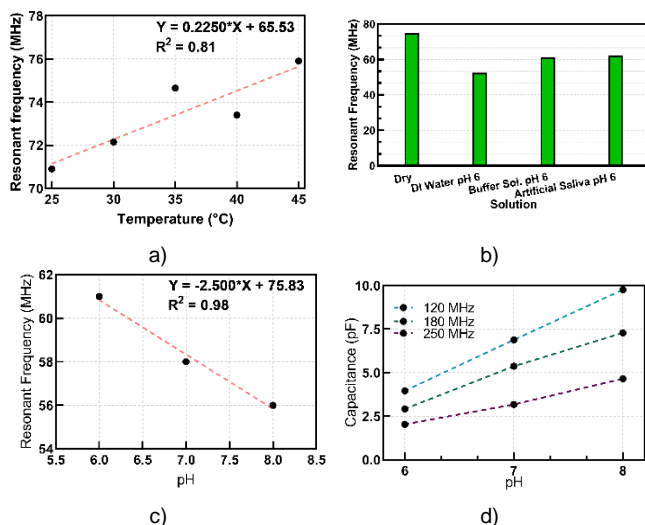 Y = 0.2250*X + 65.53
R² = 0.81
Resonant frequency (MHz)
78
76
74
72
70
25 30 35 40 45
Temperature (°C)
a)
Resonant Frequency (MHz)
80
60
40
20
0
Dry
DI Water pH 6
Buffer Sol. pH 6
Artificial Saliva pH 6
Solution
b)
Y = -2.500*X + 75.83
R² = 0.98
Resonant Frequency (MHz)
62
60
58
56
54
5.5 6.0 6.5 7.0 7.5 8.0 8.5
pH
c)
120 MHz
180 MHz
250 MHz
Capacitance (pF)
10.0
7.5
5.0
2.5
0.0
6 7 8
pH
d)